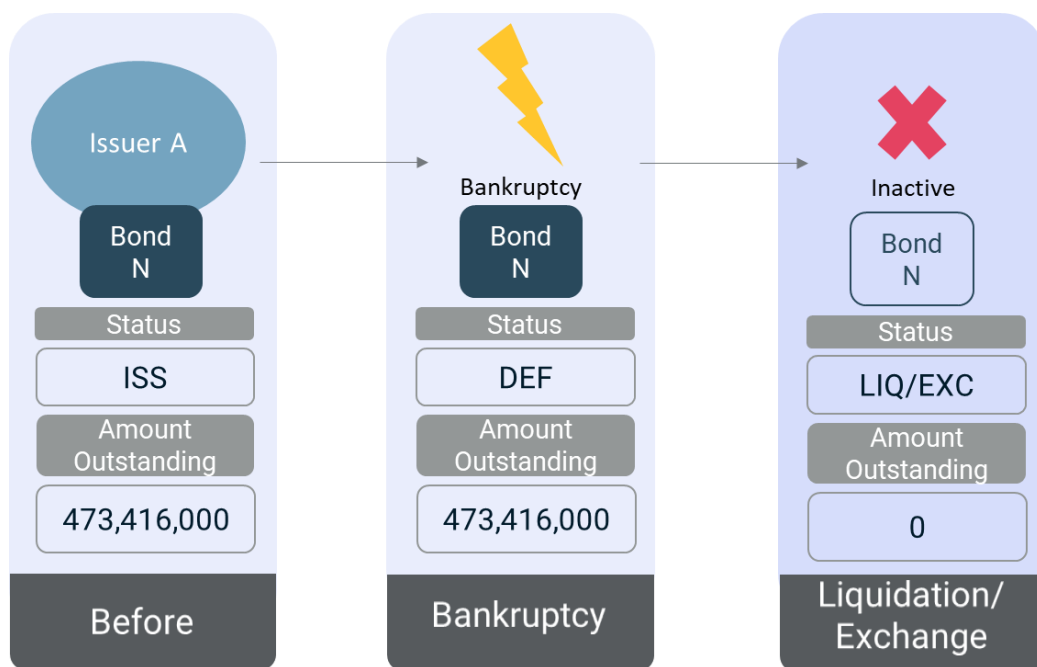 Issuer A
Bond
N
Status
ISS
Amount
Outstanding
473,416,000
Before
Bankruptcy
Bond
N
Status
DEF
Amount
Outstanding
473,416,000
Bankruptcy
Inactive
Bond
N
Status
LIQ/EXC
Amount
Outstanding
0
Liquidation/
Exchange